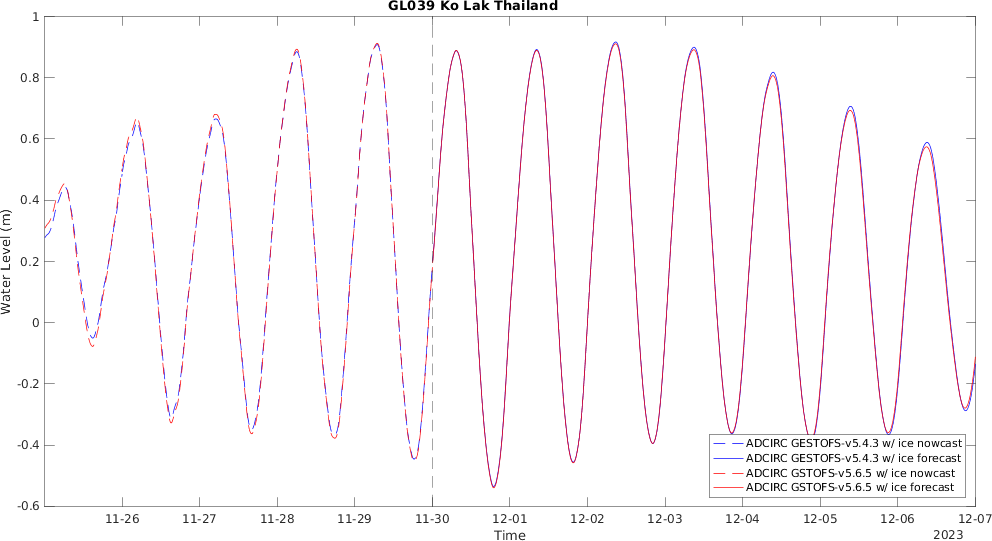 GL039 Ko Lak Thailand
1
0.8
0.6
0.4
0.2
0
-0.2
-0.4
-0.6
Water Level (m)
11-26 11-27 11-28 11-29 11-30 12-01 12-02 12-03 12-04 12-05 12-06 12-07
Time
2023
ADCIRC GESTOFS-v5.4.3 w/ ice nowcast
ADCIRC GESTOFS-v5.4.3 w/ ice forecast
ADCIRC GSTOFS-v5.6.5 w/ ice nowcast
ADCIRC GSTOFS-v5.6.5 w/ ice forecast